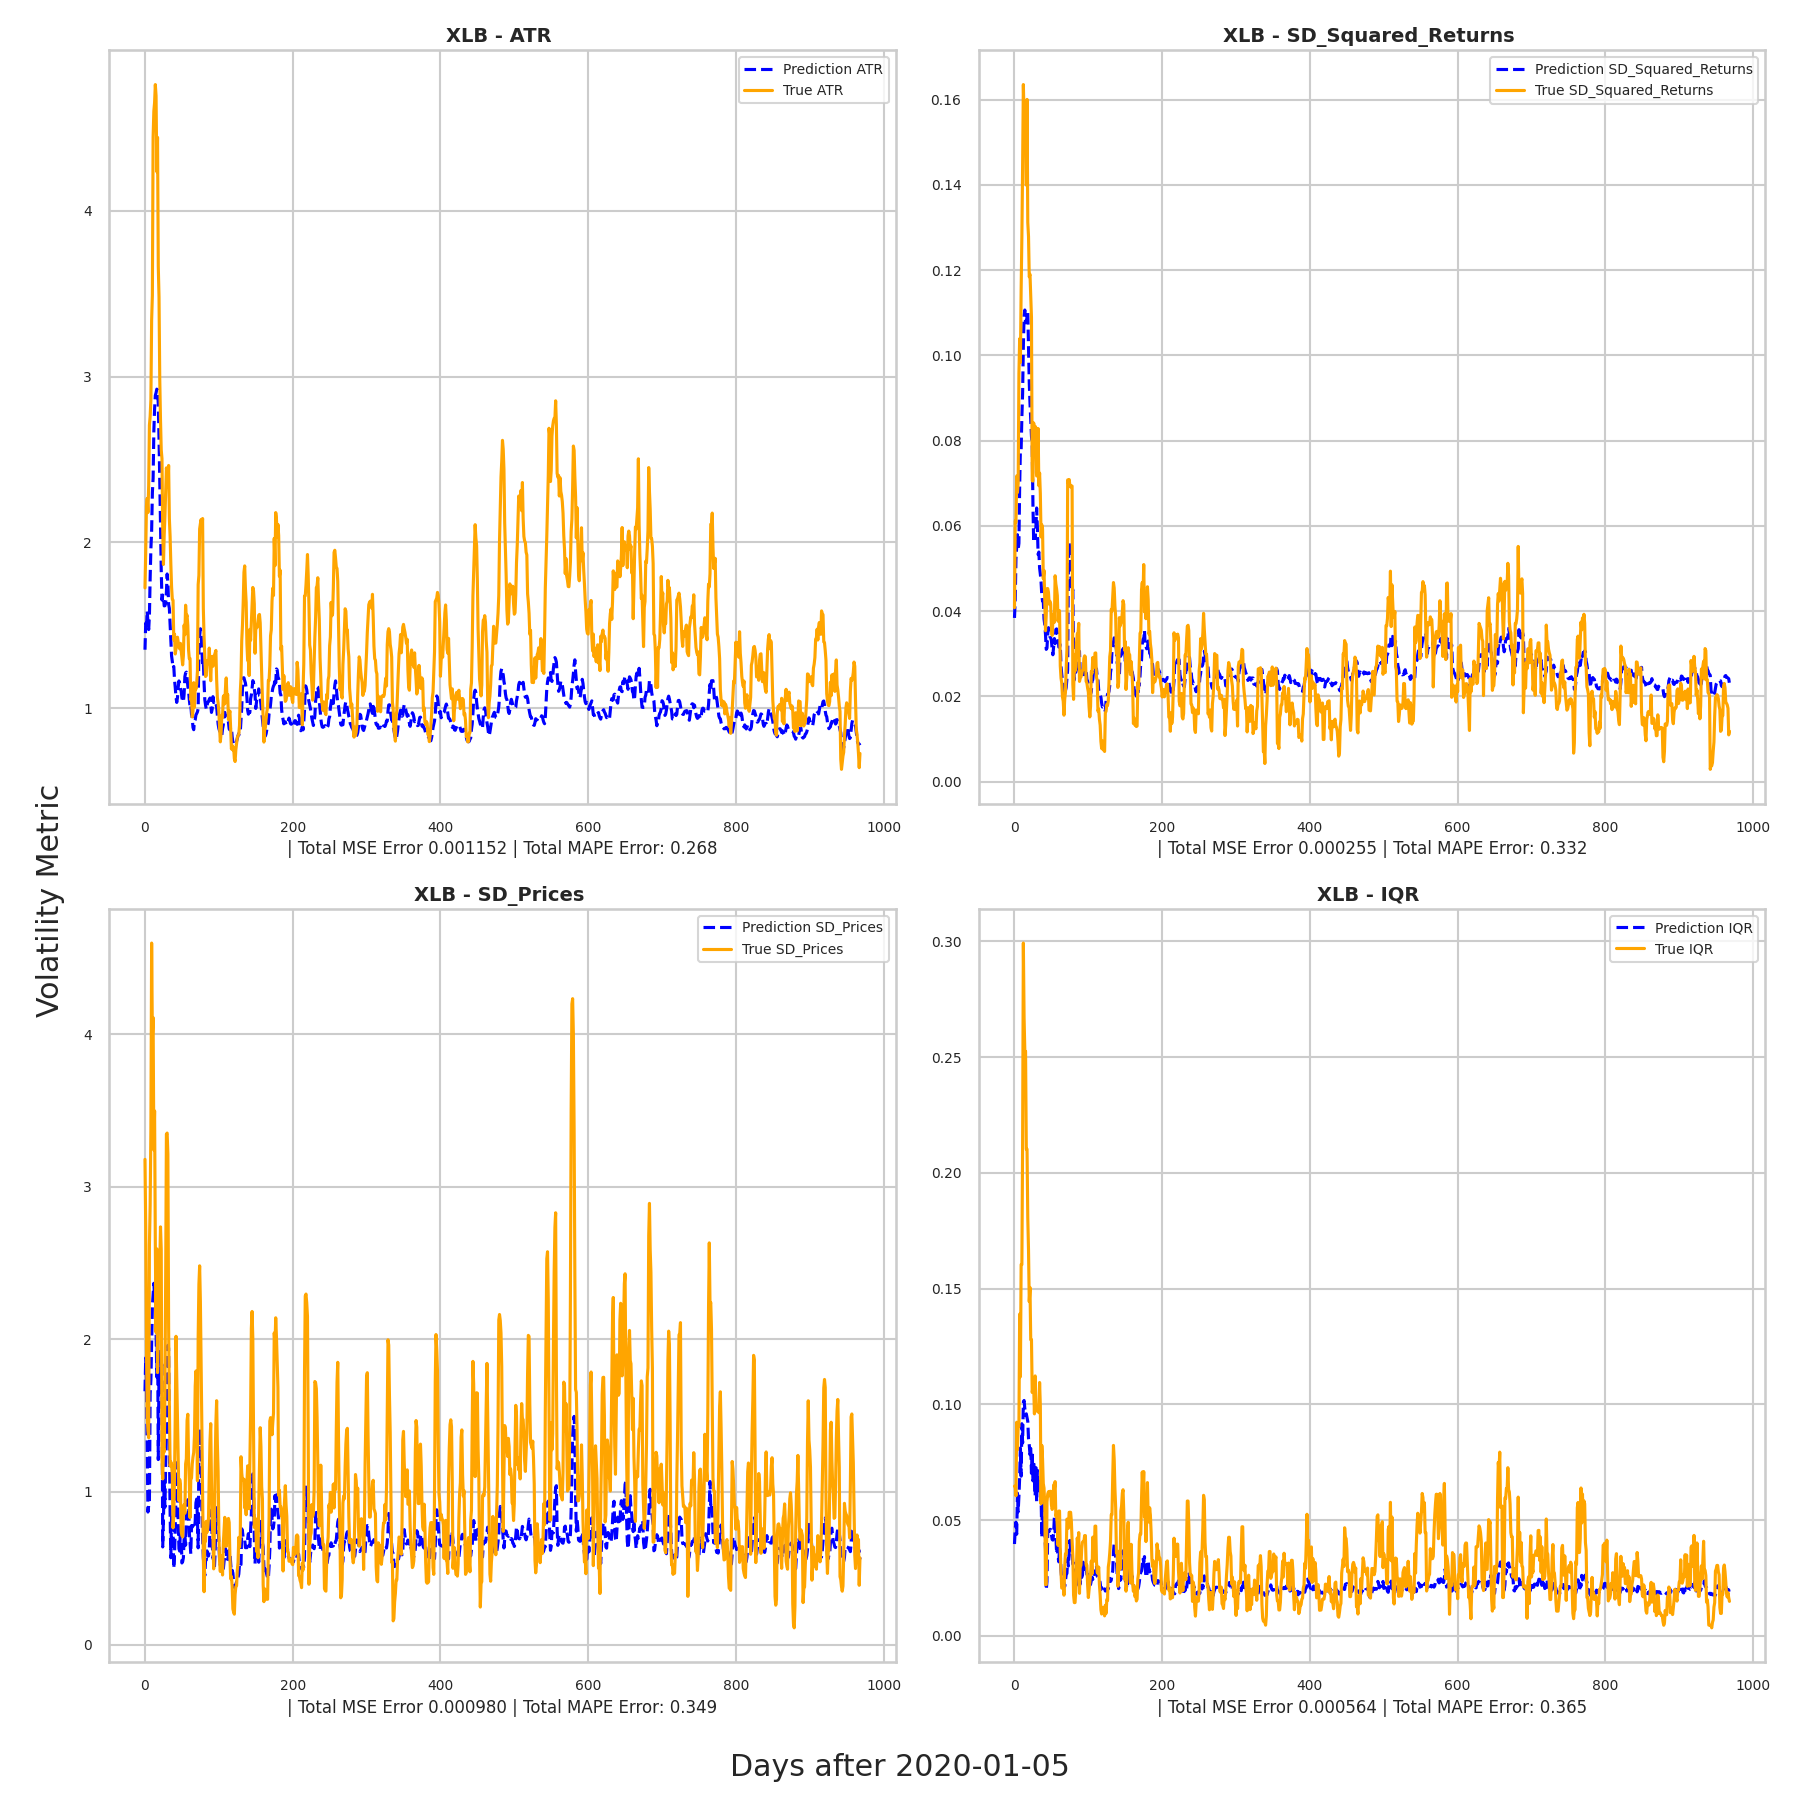 XLB - ATR
Prediction ATR
True ATR
4
3
2
1
0 200 400 600 800 1000
| Total MSE Error 0.001152 | Total MAPE Error: 0.268
XLB - SD_Squared_Returns
Prediction SD_Squared_Returns
True SD_Squared_Returns
0.16
0.14
0.12
0.10
0.08
0.06
0.04
0.02
0.00
0 200 400 600 800 1000
| Total MSE Error 0.000255 | Total MAPE Error: 0.332
Volatility Metric
XLB - SD_Prices
Prediction SD_Prices
True SD_Prices
4
3
2
1
0
0 200 400 600 800 1000
| Total MSE Error 0.000980 | Total MAPE Error: 0.349
XLB - IQR
Prediction IQR
True IQR
0.30
0.25
0.20
0.15
0.10
0.05
0.00
0 200 400 600 800 1000
| Total MSE Error 0.000564 | Total MAPE Error: 0.365
Days after 2020-01-05